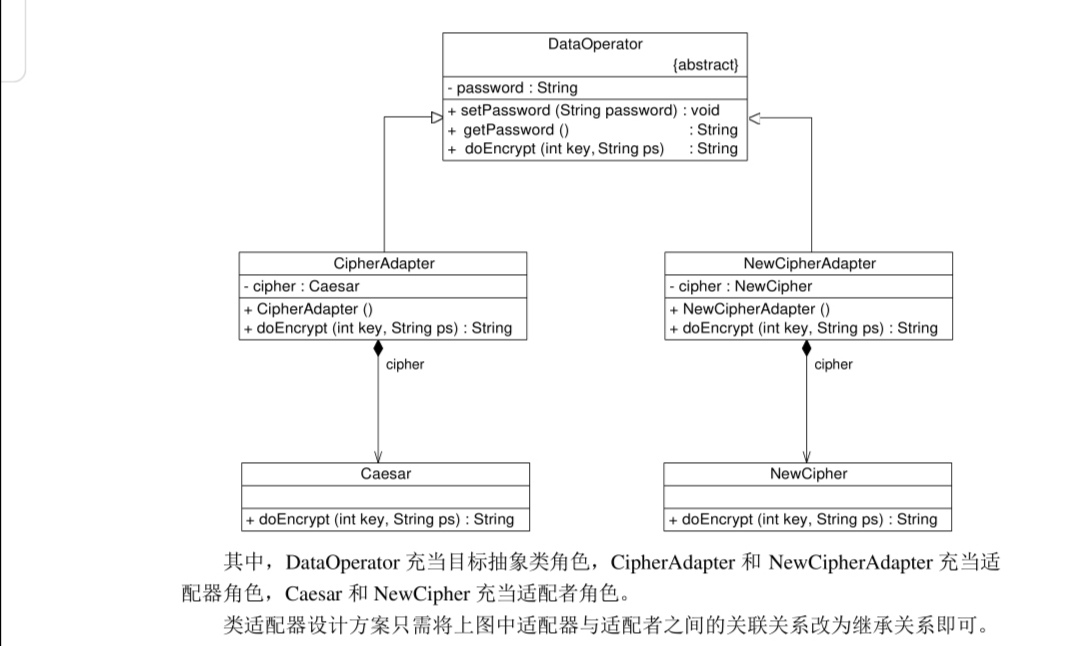 DataOperator
{abstract}
- password : String
+ setPassword (String password) : void
+ getPassword () : String
+ doEncrypt (int key, String ps) : String
CipherAdapter
- cipher : Caesar
+ CipherAdapter ()
+ doEncrypt (int key, String ps) : String
NewCipherAdapter
- cipher : NewCipher
+ NewCipherAdapter ()
+ doEncrypt (int key, String ps) : String
cipher
cipher
Caesar
+ doEncrypt (int key, String ps) : String
NewCipher
+ doEncrypt (int key, String ps) : String
其中，DataOperator 充当目标抽象类角色，CipherAdapter 和 NewCipherAdapter 充当适
配器角色，Caesar 和 NewCipher 充当适配者角色。
类适配器设计方案只需将上图中适配器与适配者之间的关联关系改为继承关系即可。